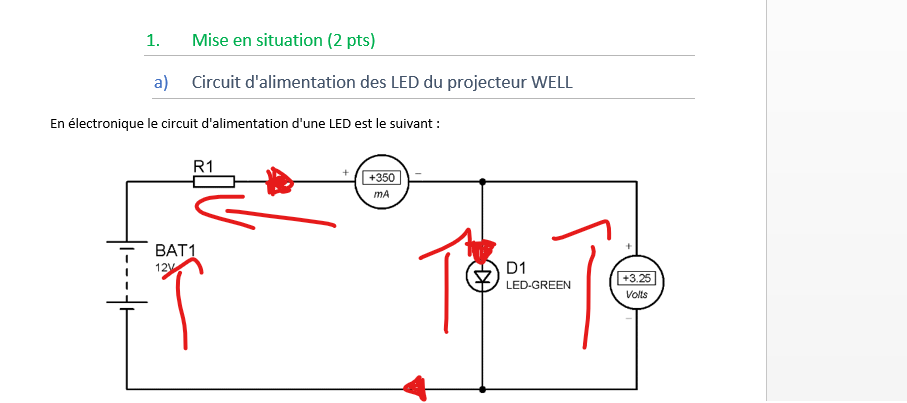 1. Mise en situation (2 pts)
a) Circuit d'alimentation des LED du projecteur WELL
En électronique le circuit d'alimentation d'une LED est le suivant :
R1
+ +350 −
mA
BAT1
12V
D1
LED-GREEN
+
+3.25
Volts
−